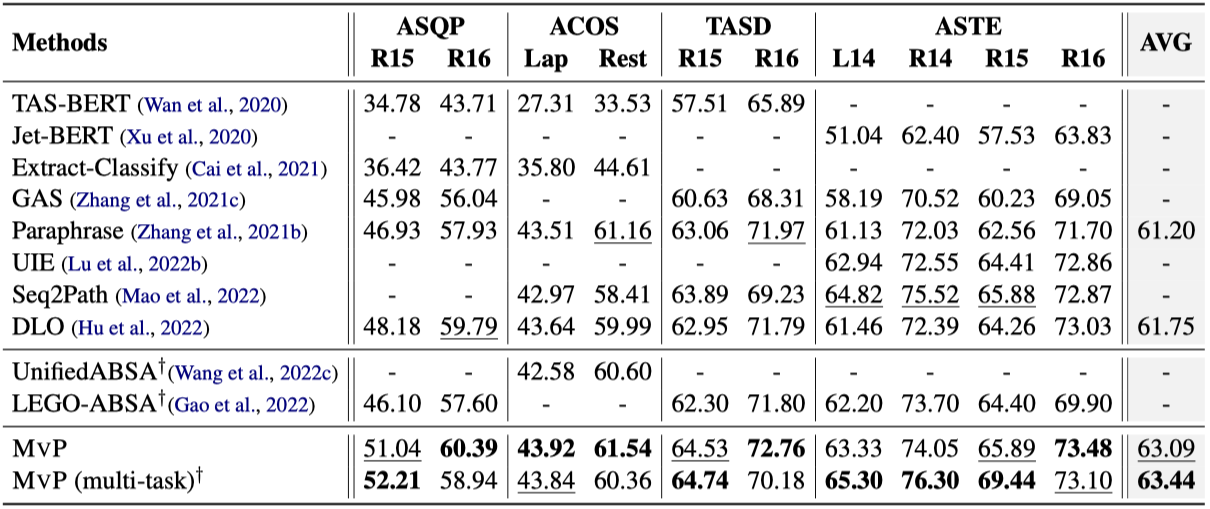 Methods ASQP ACOS TASD ASTE AVG
R15 R16 Lap Rest R15 R16 L14 R14 R15 R16
TAS-BERT (Wan et al., 2020) 34.78 43.71 27.31 33.53 57.51 65.89 - - - - -
Jet-BERT (Xu et al., 2020) - - - - - - 51.04 62.40 57.53 63.83 -
Extract-Classify (Cai et al., 2021) 36.42 43.77 35.80 44.61 - - - - - - -
GAS (Zhang et al., 2021c) 45.98 56.04 - - 60.63 68.31 58.19 70.52 60.23 69.05 -
Paraphrase (Zhang et al., 2021b) 46.93 57.93 43.51 61.16 63.06 71.97 61.13 72.03 62.56 71.70 61.20
UIE (Lu et al., 2022b) - - - - - - 62.94 72.55 64.41 72.86 -
Seq2Path (Mao et al., 2022) - - 42.97 58.41 63.89 69.23 64.82 75.52 65.88 72.87 -
DLO (Hu et al., 2022) 48.18 59.79 43.64 59.99 62.95 71.79 61.46 72.39 64.26 73.03 61.75
UnifiedABSA†(Wang et al., 2022c) - - 42.58 60.60 - - - - - - -
LEGO-ABSA†(Gao et al., 2022) 46.10 57.60 - - 62.30 71.80 62.20 73.70 64.40 69.90 -
MVP 51.04 60.39 43.92 61.54 64.53 72.76 63.33 74.05 65.89 73.48 63.09
MVP (multi-task)† 52.21 58.94 43.84 60.36 64.74 70.18 65.30 76.30 69.44 73.10 63.44